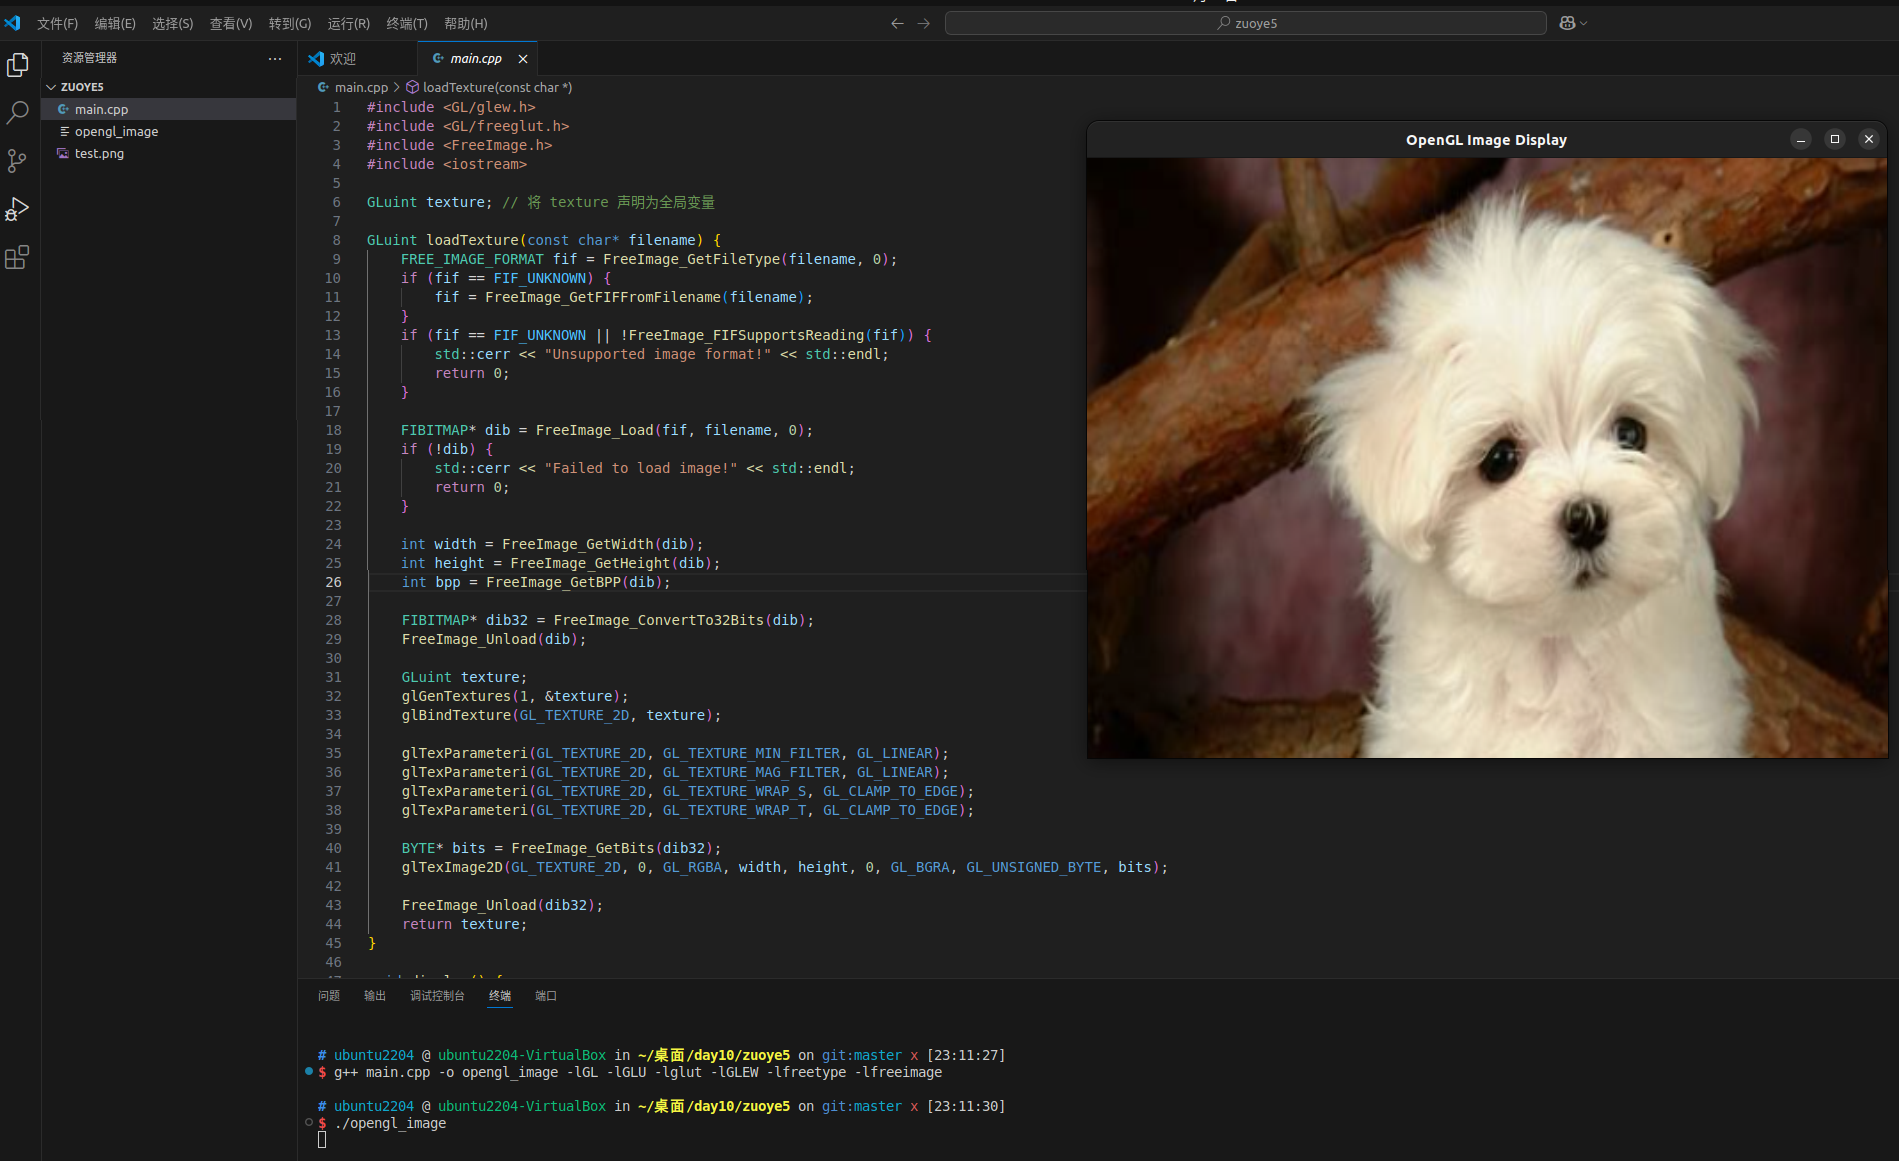 文件(F) 编辑(E) 选择(S) 查看(V) 转到(G) 运行(R) 终端(T) 帮助(H)
zuoye5
资源管理器
ZUOYE5
main.cpp
opengl_image
test.png
欢迎
main.cpp
main.cpp > loadTexture(const char *)
1 #include <GL/glew.h>
2 #include <GL/freeglut.h>
3 #include <FreeImage.h>
4 #include <iostream>
5
6 GLuint texture; // 将 texture 声明为全局变量
7
8 GLuint loadTexture(const char* filename) {
9 FREE_IMAGE_FORMAT fif = FreeImage_GetFileType(filename, 0);
10 if (fif == FIF_UNKNOWN) {
11 fif = FreeImage_GetFIFFromFilename(filename);
12 }
13 if (fif == FIF_UNKNOWN || !FreeImage_FIFSupportsReading(fif)) {
14 std::cerr << "Unsupported image format!" << std::endl;
15 return 0;
16 }
17
18 FIBITMAP* dib = FreeImage_Load(fif, filename, 0);
19 if (!dib) {
20 std::cerr << "Failed to load image!" << std::endl;
21 return 0;
22 }
23
24 int width = FreeImage_GetWidth(dib);
25 int height = FreeImage_GetHeight(dib);
26 int bpp = FreeImage_GetBPP(dib);
27
28 FIBITMAP* dib32 = FreeImage_ConvertTo32Bits(dib);
29 FreeImage_Unload(dib);
30
31 GLuint texture;
32 glGenTextures(1, &texture);
33 glBindTexture(GL_TEXTURE_2D, texture);
34
35 glTexParameteri(GL_TEXTURE_2D, GL_TEXTURE_MIN_FILTER, GL_LINEAR);
36 glTexParameteri(GL_TEXTURE_2D, GL_TEXTURE_MAG_FILTER, GL_LINEAR);
37 glTexParameteri(GL_TEXTURE_2D, GL_TEXTURE_WRAP_S, GL_CLAMP_TO_EDGE);
38 glTexParameteri(GL_TEXTURE_2D, GL_TEXTURE_WRAP_T, GL_CLAMP_TO_EDGE);
39
40 BYTE* bits = FreeImage_GetBits(dib32);
41 glTexImage2D(GL_TEXTURE_2D, 0, GL_RGBA, width, height, 0, GL_BGRA, GL_UNSIGNED_BYTE, bits);
42
43 FreeImage_Unload(dib32);
44 return texture;
45 }
46
OpenGL Image Display
问题 输出 调试控制台 终端 端口
# ubuntu2204 @ ubuntu2204-VirtualBox in ~/桌面/day10/zuoye5 on git:master x [23:11:27]
$ g++ main.cpp -o opengl_image -lGL -lGLU -lglut -lGLEW -lfreetype -lfreeimage
# ubuntu2204 @ ubuntu2204-VirtualBox in ~/桌面/day10/zuoye5 on git:master x [23:11:30]
$ ./opengl_image